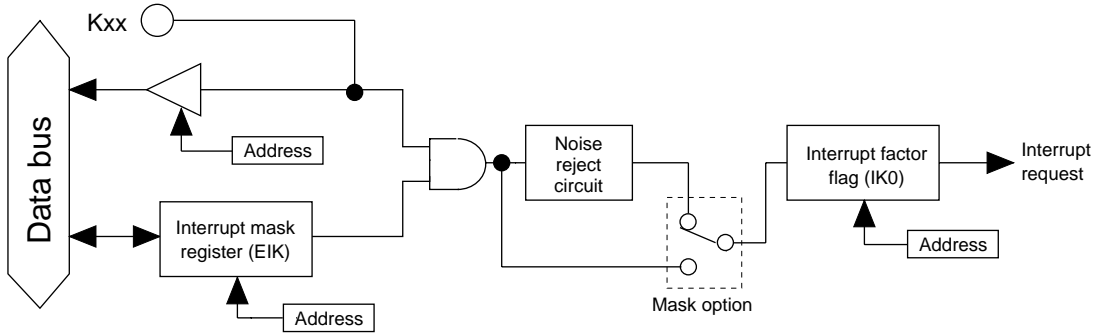 Kxx
Data bus
Address
Noise
reject
circuit
Interrupt factor
flag (IK0)
Interrupt
request
Interrupt mask
register (EIK)
Address
Address
Mask option